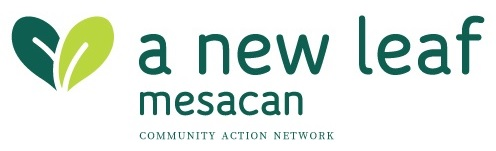 a new leaf
mesacan
COMMUNITY ACTION NETWORK